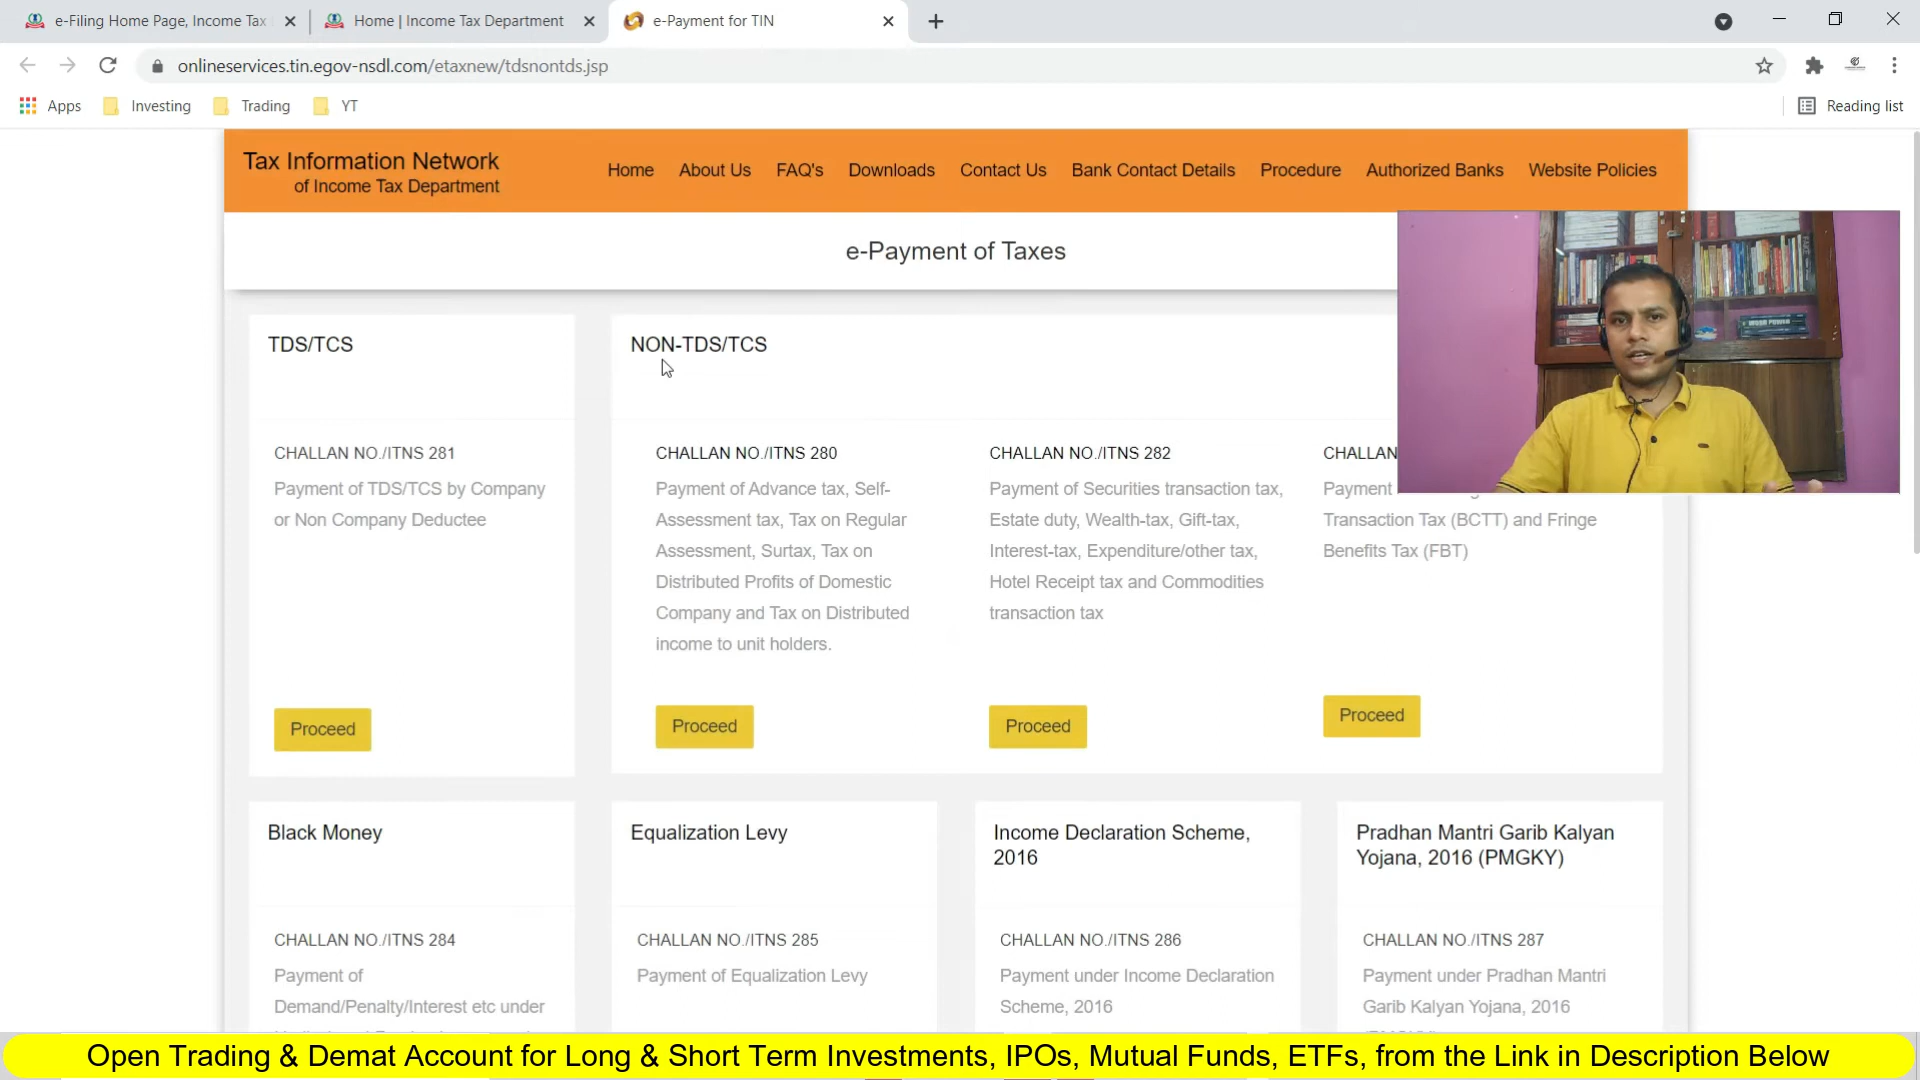 e-Filing Home Page, Income Tax
Home | Income Tax Department
e-Payment for TIN
onlineservices.tin.egov-nsdl.com/etaxnew/tdsnontds.jsp
Apps
Investing
Trading
YT
Reading list
Tax Information Network
of Income Tax Department
Home
About Us
FAQ's
Downloads
Contact Us
Bank Contact Details
Procedure
Authorized Banks
Website Policies
e-Payment of Taxes
TDS/TCS
CHALLAN NO./ITNS 281
Payment of TDS/TCS by Company
or Non Company Deductee
Proceed
NON-TDS/TCS
CHALLAN NO./ITNS 280
Payment of Advance tax, Self-
Assessment tax, Tax on Regular
Assessment, Surtax, Tax on
Distributed Profits of Domestic
Company and Tax on Distributed
income to unit holders.
Proceed
CHALLAN NO./ITNS 282
Payment of Securities transaction tax,
Estate duty, Wealth-tax, Gift-tax,
Interest-tax, Expenditure/other tax,
Hotel Receipt tax and Commodities
transaction tax
Proceed
CHALLAN
Payment
Transaction Tax (BCTT) and Fringe
Benefits Tax (FBT)
Proceed
Black Money
CHALLAN NO./ITNS 284
Payment of
Demand/Penalty/Interest etc under
Equalization Levy
CHALLAN NO./ITNS 285
Payment of Equalization Levy
Income Declaration Scheme,
2016
CHALLAN NO./ITNS 286
Payment under Income Declaration
Scheme, 2016
Pradhan Mantri Garib Kalyan
Yojana, 2016 (PMGKY)
CHALLAN NO./ITNS 287
Payment under Pradhan Mantri
Garib Kalyan Yojana, 2016
Open Trading & Demat Account for Long & Short Term Investments, IPOs, Mutual Funds, ETFs, from the Link in Description Below